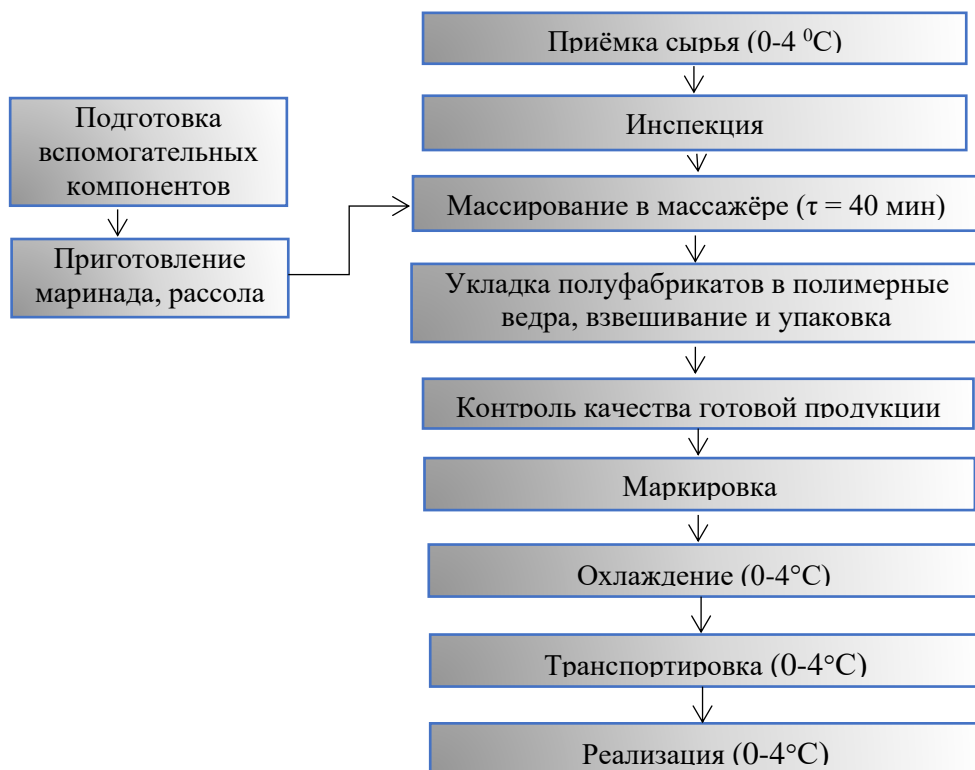 Приёмка сырья (0-4 ⁰С)
Инспекция
Подготовка
вспомогательных
компонентов
Приготовление
маринада, рассола
Массирование в массажёре (τ = 40 мин)
Укладка полуфабрикатов в полимерные
ведра, взвешивание и упаковка
Контроль качества готовой продукции
Маркировка
Охлаждение (0-4°С)
Транспортировка (0-4°С)
Реализация (0-4°С)